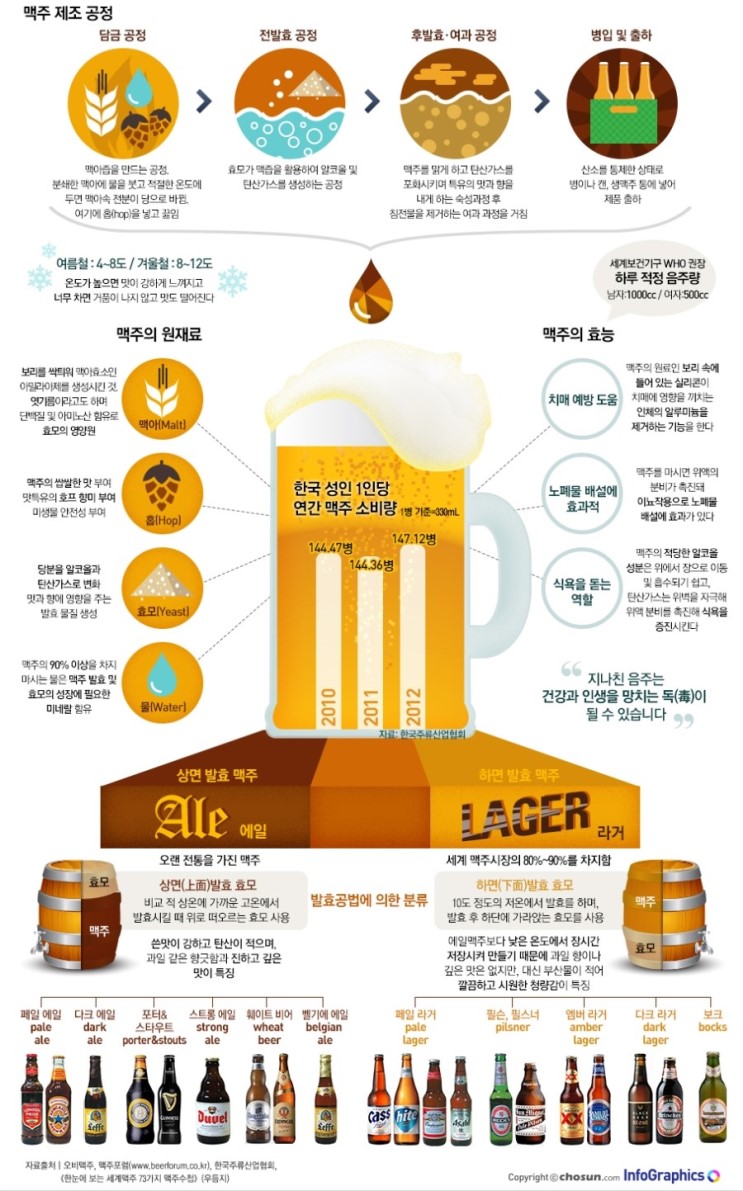 맥주 제조 공정
담금 공정
맥아즙을 만드는 공정.
분쇄한 맥아에 물을 붓고 적절한 온도에
두면 맥아속 전분이 당으로 바뀜.
여기에 홉(hop)을 넣고 끓임
전발효 공정
효모가 맥즙을 활용하여 알코올 및
탄산가스를 생성하는 공정
후발효·여과 공정
맥주를 맑게 하고 탄산가스를
포화시키며 특유의 맛과 향을
내게 하는 숙성과정 후
침전물을 제거하는 여과 과정을 거침
병입 및 출하
산소를 통제한 상태로
병이나 캔, 생맥주 통에 넣어
제품 출하
여름철 : 4~8도 / 겨울철 : 8~12도
온도가 높으면 맛이 강하게 느껴지고
너무 차면 거품이 나지 않고 맛도 떨어진다
세계보건기구 WHO 권장
하루 적정 음주량
남자:1000cc / 여자:500cc
맥주의 원재료
보리를 싹틔워 맥아효소인
아밀라아제를 생성시킨 것.
엿기름이라고도 하며
단백질 및 아미노산 함유로
효모의 영양원
맥아(Malt)
맥주의 쌉쌀한 맛 부여
맛특유의 호프 향미 부여
미생물 안전성 부여
홉(Hop)
당분을 알코올과
탄산가스로 변화
맛과 향에 영향을 주는
발효 물질 생성
효모(Yeast)
맥주의 90% 이상을 차지
마시는 물은 맥주 발효 및
효모의 성장에 필요한
미네랄 함유
물(Water)
한국 성인 1인당
연간 맥주 소비량 1병 기준=330mL
144.47병
144.36병
147.12병
2010
2011
2012
자료: 한국주류산업협회
맥주의 효능
치매 예방 도움
맥주의 원료인 보리 속에
들어 있는 실리콘이
치매에 영향을 끼치는
인체의 알루미늄을
제거하는 기능을 한다
노폐물 배설에
효과적
맥주를 마시면 위액의
분비가 촉진돼
이뇨작용으로 노폐물
배설에 효과가 있다
식욕을 돋는
역할
맥주의 적당한 알코올
성분은 위에서 장으로 이동
및 흡수되기 쉽고,
탄산가스는 위벽을 자극해
위액 분비를 촉진해 식욕을
증진시킨다
“ 지나친 음주는
건강과 인생을 망치는 독(毒)이
될 수 있습니다 ”
상면 발효 맥주
Ale 에일
하면 발효 맥주
LAGER 라거
오랜 전통을 가진 맥주
효모
맥주
상면(上面)발효 효모
비교 적 상온에 가까운 고온에서
발효시킬 때 위로 떠오르는 효모 사용
쓴맛이 강하고 탄산이 적으며,
과일 같은 향긋함과 진하고 깊은
맛이 특징
발효공법에 의한 분류
세계 맥주시장의 80%~90%를 차지함
하면(下面)발효 효모
10도 정도의 저온에서 발효를 하며,
발효 후 하단에 가라앉는 효모를 사용
맥주
효모
에일맥주보다 낮은 온도에서 장시간
저장시켜 만들기 때문에 과일 향이나
깊은 맛은 없지만, 대신 부산물이 적어
깔끔하고 시원한 청량감이 특징
페일 에일
pale
ale
다크 에일
dark
ale
포터&
스타우트
porter&stouts
스트롱 에일
strong
ale
웨이트 비어
wheat
beer
벨기에 에일
belgian
ale
페일 라거
pale
lager
필슨, 필스너
pilsner
엠버 라거
amber
lager
다크 라거
dark
lager
보크
bocks
Leffe
GUINNESS
Duvel
Leffe
Cass
hite
Asahi
San Miguel
XX
자료출처 | 오비맥주, 맥주포럼(www.beerforum.co.kr), 한국주류산업협회,
⟨한눈에 보는 세계맥주 73가지 맥주수첩⟩ (우듬지)
Copyright ⓒ chosun.com InfoGraphics